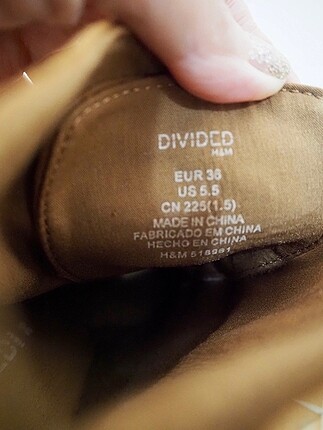 DIVIDED
H&M
EUR 36
US 5.5
CN 225(1.5)
MADE IN CHINA
FABRICADO EM CHINA
HECHO EN CHINA